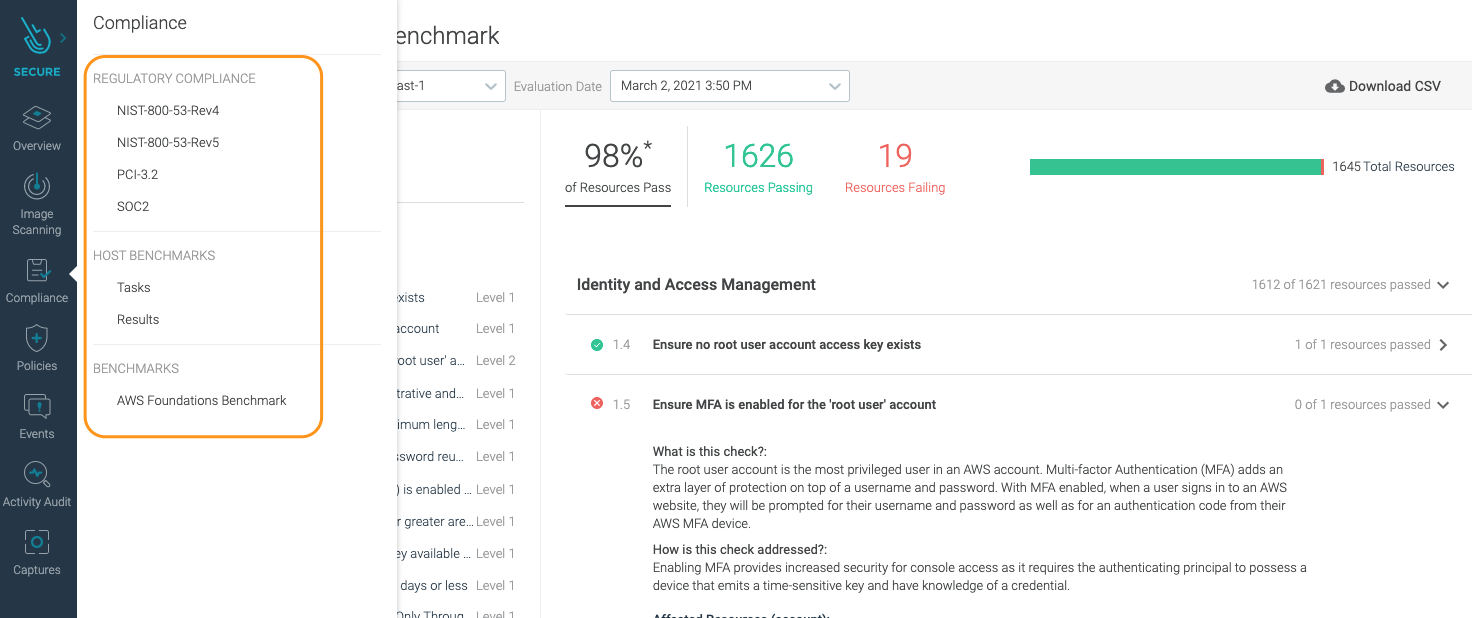 SECURE
Overview
Image
Scanning
Compliance
Policies
Events
Activity Audit
Captures
Compliance
REGULATORY COMPLIANCE
NIST-800-53-Rev4
NIST-800-53-Rev5
PCI-3.2
SOC2
HOST BENCHMARKS
Tasks
Results
BENCHMARKS
AWS Foundations Benchmark
enchmark
ast-1
Evaluation Date
March 2, 2021 3:50 PM
Download CSV
exists Level 1
account Level 1
root user' a... Level 2
trative and... Level 1
imum leng... Level 1
ssword reu... Level 1
) is enabled ... Level 1
r greater are... Level 1
ey available ... Level 1
days or less Level 1
Only Throug... Level 1
98%*
of Resources Pass
1626
Resources Passing
19
Resources Failing
1645 Total Resources
Identity and Access Management 1612 of 1621 resources passed
1.4 Ensure no root user account access key exists 1 of 1 resources passed
1.5 Ensure MFA is enabled for the 'root user' account 0 of 1 resources passed
What is this check?:
The root user account is the most privileged user in an AWS account. Multi-factor Authentication (MFA) adds an
extra layer of protection on top of a username and password. With MFA enabled, when a user signs in to an AWS
website, they will be prompted for their username and password as well as for an authentication code from their
AWS MFA device.
How is this check addressed?:
Enabling MFA provides increased security for console access as it requires the authenticating principal to possess a
device that emits a time-sensitive key and have knowledge of a credential.
Affected Resources (account):